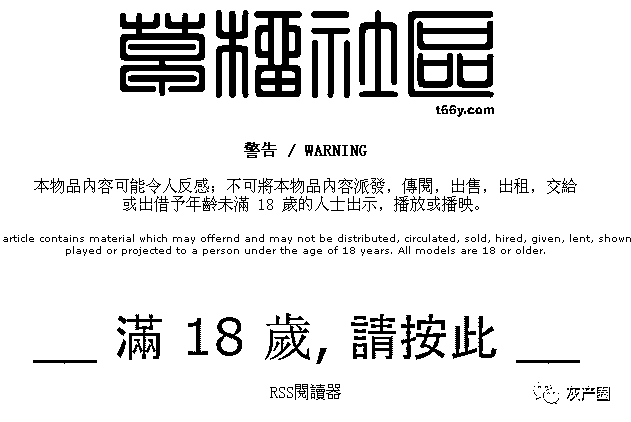 草榴社區
t66y.com
警告 / WARNING
本物品內容可能令人反感；不可將本物品內容派發，傳閱，出售，出租，交給
或出借予年齡未滿 18 歲的人士出示，播放或播映。
article contains material which may offernd and may not be distributed, circulated, sold, hired, given, lent, shown
played or projected to a person under the age of 18 years. All models are 18 or older.
滿 18 歲, 請按此
RSS閱讀器
灰产圈